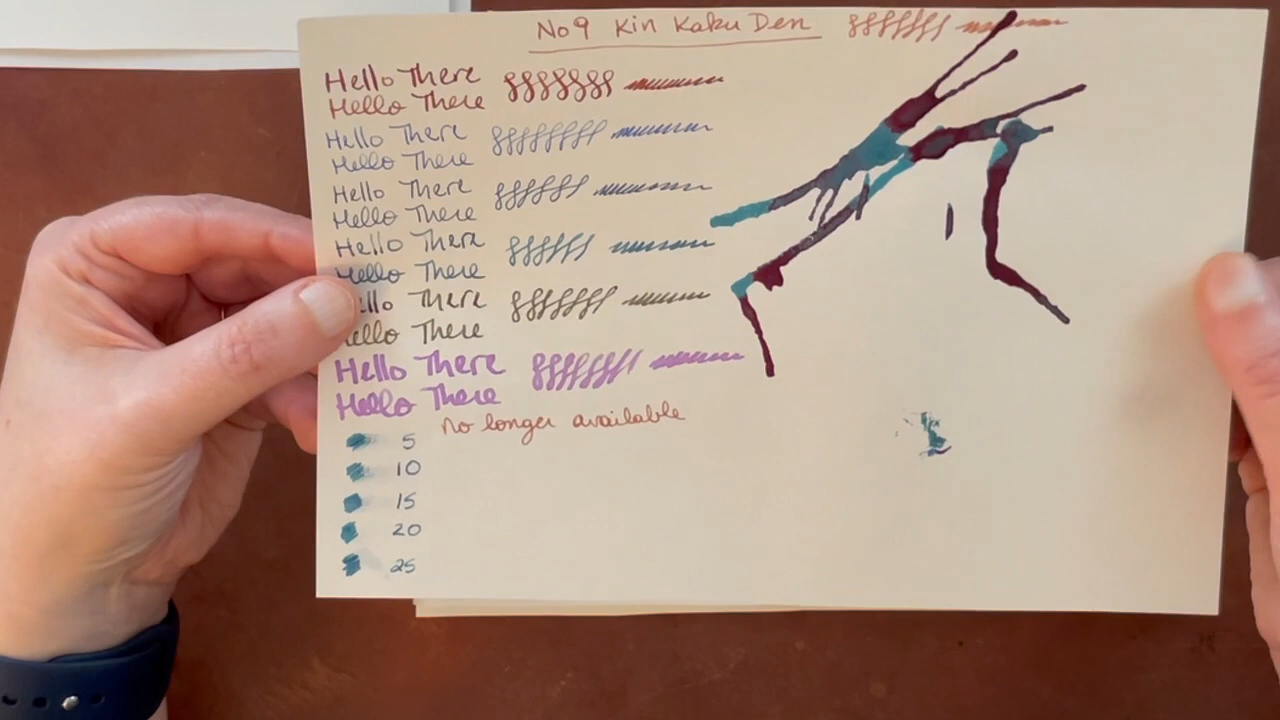 No 9 Kin Kaku Den
Hello There
Hello There
Hello There
Hello There
Hello There
Hello There
Hello There
Hello There
ello There
ello There
Hello There
Hello There
no longer available
5
10
15
20
25